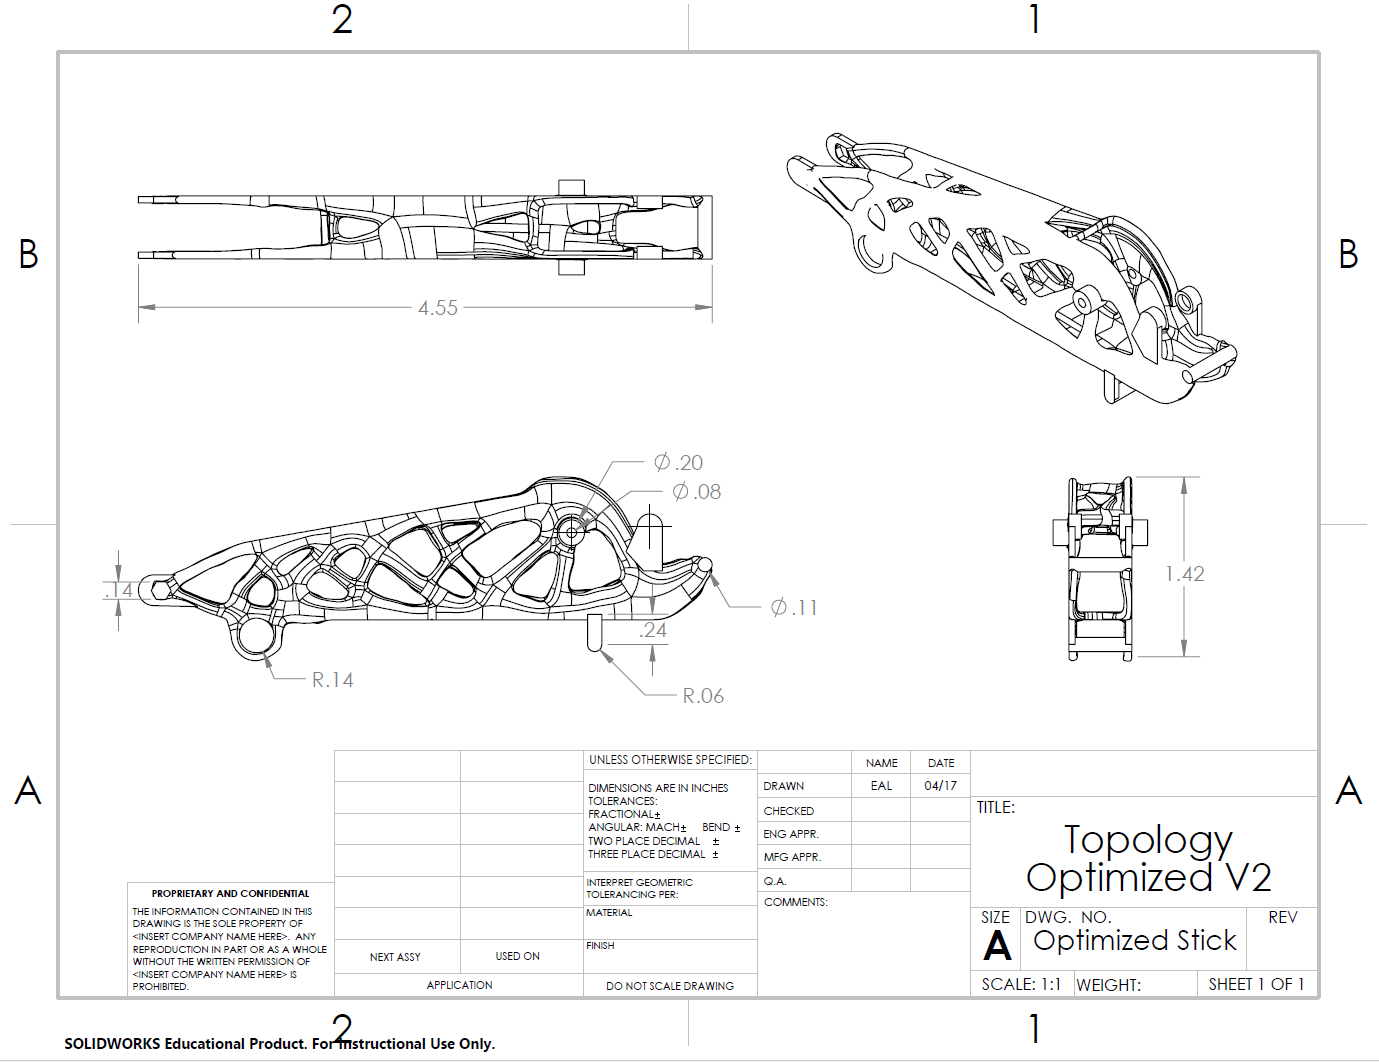 2
1
B
B
4.55
Ø.20
Ø.08
.14
Ø.11
.24
R.14
R.06
1.42
A
A
UNLESS OTHERWISE SPECIFIED:
DIMENSIONS ARE IN INCHES
TOLERANCES:
FRACTIONAL±
ANGULAR: MACH± BEND ±
TWO PLACE DECIMAL ±
THREE PLACE DECIMAL ±
INTERPRET GEOMETRIC
TOLERANCING PER:
MATERIAL
FINISH
DO NOT SCALE DRAWING
NAME DATE
DRAWN EAL 04/17
CHECKED
ENG APPR.
MFG APPR.
Q.A.
COMMENTS:
TITLE:
Topology
Optimized V2
SIZE DWG. NO. REV
A Optimized Stick
SCALE: 1:1 WEIGHT: SHEET 1 OF 1
PROPRIETARY AND CONFIDENTIAL
THE INFORMATION CONTAINED IN THIS
DRAWING IS THE SOLE PROPERTY OF
<INSERT COMPANY NAME HERE>. ANY
REPRODUCTION IN PART OR AS A WHOLE
WITHOUT THE WRITTEN PERMISSION OF
<INSERT COMPANY NAME HERE> IS
PROHIBITED.
NEXT ASSY USED ON
APPLICATION
2
1
SOLIDWORKS Educational Product. For Instructional Use Only.